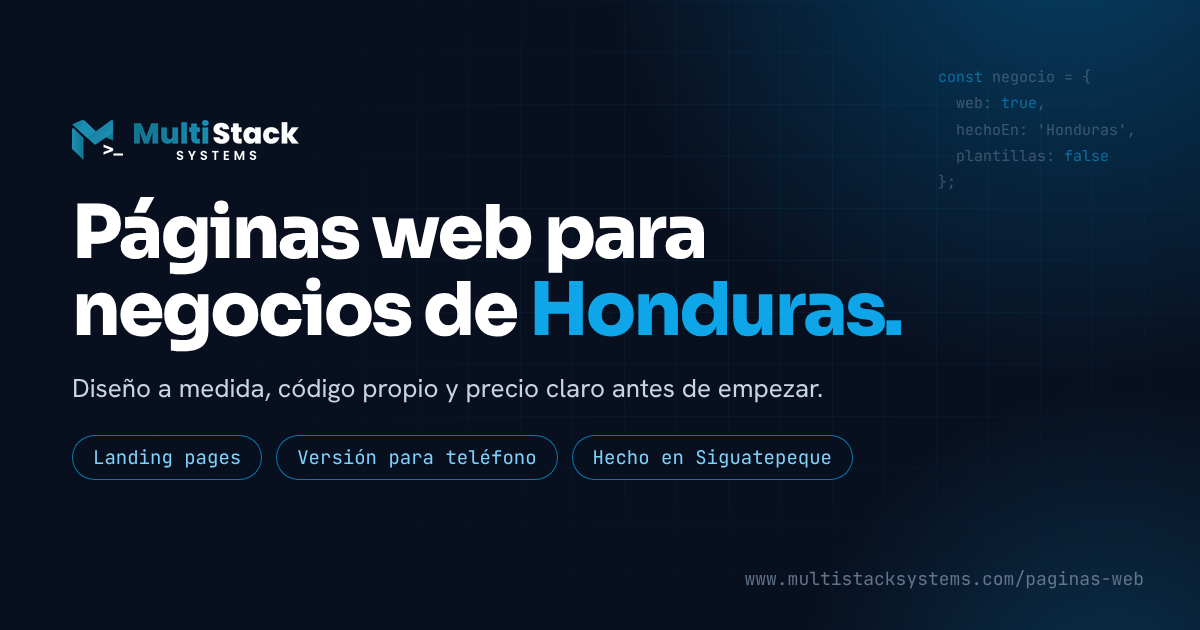 const negocio = {
web: true,
hechoEn: 'Honduras',
plantillas: false
};
>_
MultiStack
SYSTEMS
Páginas web para
negocios de Honduras.
Diseño a medida, código propio y precio claro antes de empezar.
Landing pages
Versión para teléfono
Hecho en Siguatepeque
www.multistacksystems.com/paginas-web